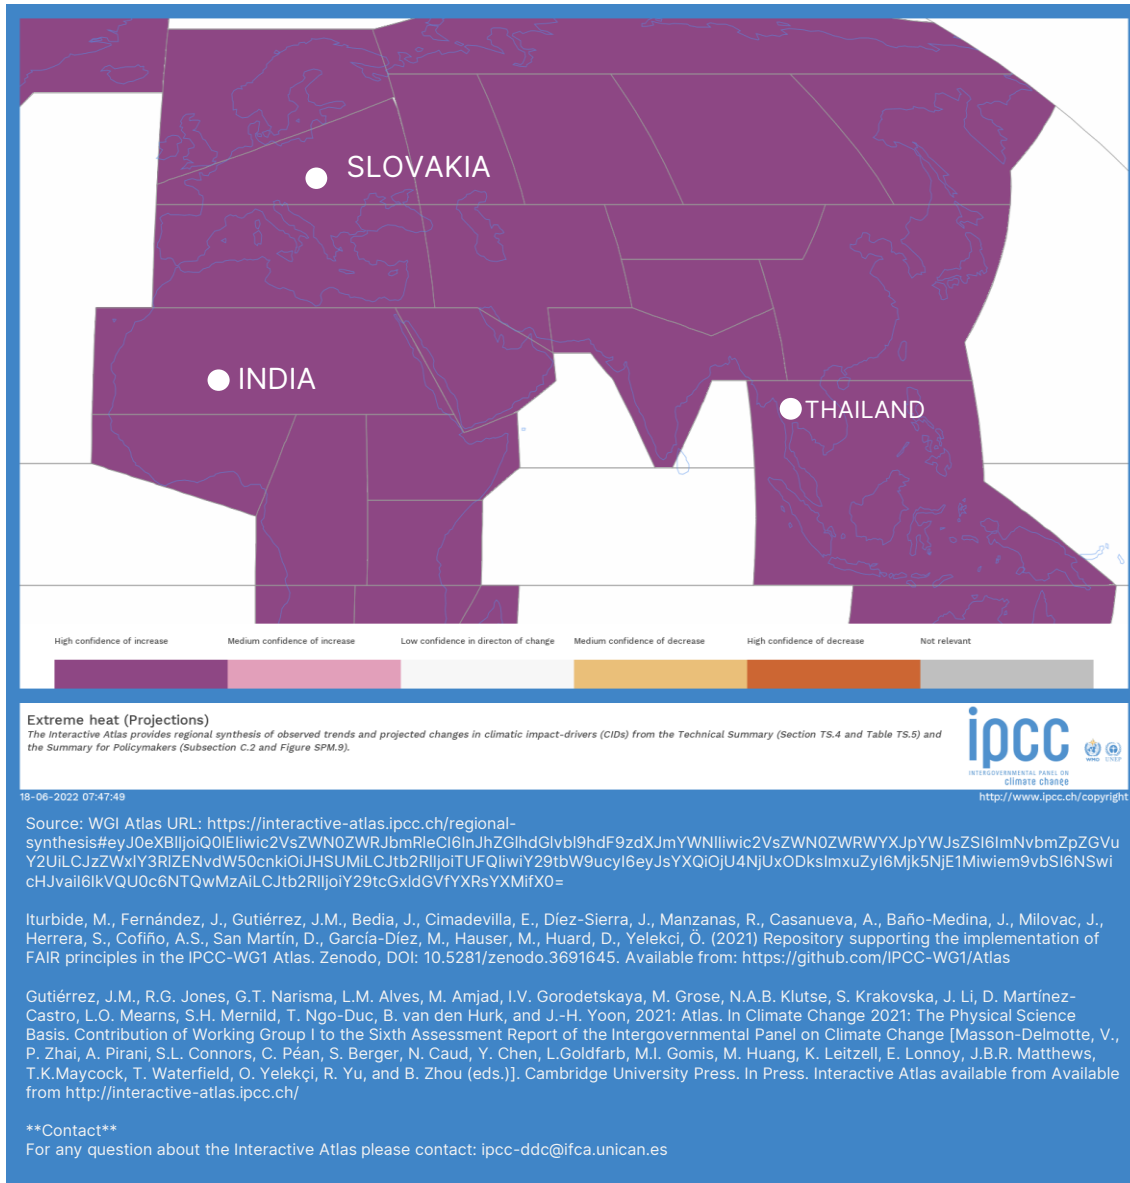 SLOVAKIA
INDIA
THAILAND
High confidence of increase
Medium confidence of increase
Low confidence in directon of change
Medium confidence of decrease
High confidence of decrease
Not relevant
Extreme heat (Projections)
The Interactive Atlas provides regional synthesis of observed trends and projected changes in climatic impact-drivers (CIDs) from the Technical Summary (Section TS.4 and Table TS.5) and
the Summary for Policymakers (Subsection C.2 and Figure SPM.9).
ipcc
INTERGOVERNMENTAL PANEL ON
climate change
WMO
UNEP
18-06-2022 07:47:49
http://www.ipcc.ch/copyright
Source: WGI Atlas URL: https://interactive-atlas.ipcc.ch/regional-
synthesis#eyJ0eXBlIjoiQ0lEIiwic2VsZWN0ZWRJbmRleCI6InJhZGlhdGlvbl9hdF9zdXJmYWNlIiwic2VsZWN0ZWRWYXJpYWJsZSI6ImNvbmZpZGVu
Y2UiLCJzZWxlY3RlZENvdW50cnkiOiJHSUMiLCJtb2RlIjoiTUFQIiwiY29tbW9ucyI6eyJsYXQiOjU4NjUxODksImxuZyI6Mjk5NjE1Miwiem9vbSI6NSwi
cHJvaiI6IkVQU0c6NTQwMzAiLCJtb2RlIjoiY29tcGxldGVfYXRsYXMifX0=
Iturbide, M., Fernández, J., Gutiérrez, J.M., Bedia, J., Cimadevilla, E., Díez-Sierra, J., Manzanas, R., Casanueva, A., Baño-Medina, J., Milovac, J.,
Herrera, S., Cofiño, A.S., San Martín, D., García-Díez, M., Hauser, M., Huard, D., Yelekci, Ö. (2021) Repository supporting the implementation of
FAIR principles in the IPCC-WG1 Atlas. Zenodo, DOI: 10.5281/zenodo.3691645. Available from: https://github.com/IPCC-WG1/Atlas
Gutiérrez, J.M., R.G. Jones, G.T. Narisma, L.M. Alves, M. Amjad, I.V. Gorodetskaya, M. Grose, N.A.B. Klutse, S. Krakovska, J. Li, D. Martínez-
Castro, L.O. Mearns, S.H. Mernild, T. Ngo-Duc, B. van den Hurk, and J.-H. Yoon, 2021: Atlas. In Climate Change 2021: The Physical Science
Basis. Contribution of Working Group I to the Sixth Assessment Report of the Intergovernmental Panel on Climate Change [Masson-Delmotte, V.,
P. Zhai, A. Pirani, S.L. Connors, C. Péan, S. Berger, N. Caud, Y. Chen, L.Goldfarb, M.I. Gomis, M. Huang, K. Leitzell, E. Lonnoy, J.B.R. Matthews,
T.K.Maycock, T. Waterfield, O. Yelekçi, R. Yu, and B. Zhou (eds.)]. Cambridge University Press. In Press. Interactive Atlas available from Available
from http://interactive-atlas.ipcc.ch/
**Contact**
For any question about the Interactive Atlas please contact: ipcc-ddc@ifca.unican.es